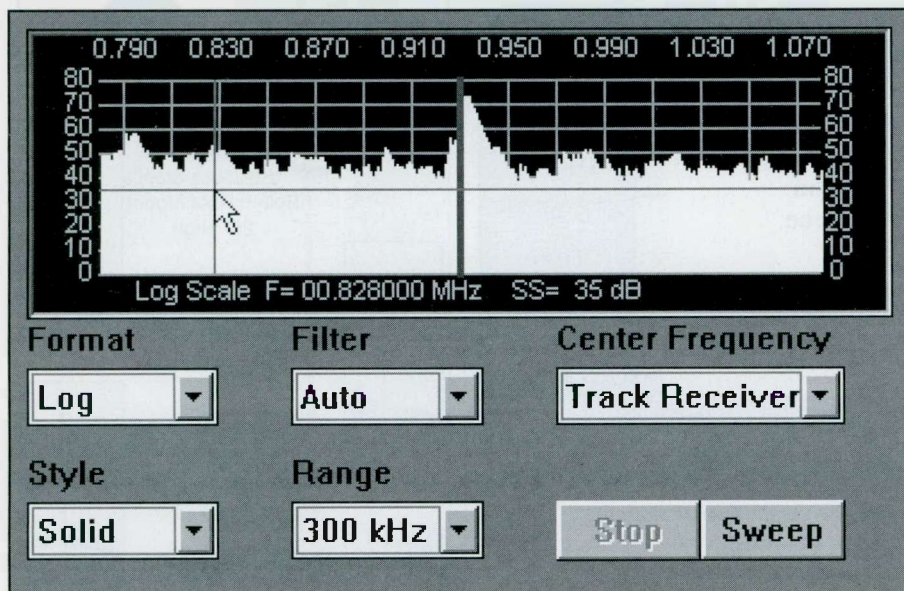 0.790 0.830 0.870 0.910 0.950 0.990 1.030 1.070
80 80
70 70
60 60
50 50
40 40
30 30
20 20
10 10
0 0
Log Scale F= 00.828000 MHz SS= 35 dB
Format Filter Center Frequency
Log Auto Track Receiver
Style Range
Solid 300 kHz Stop Sweep